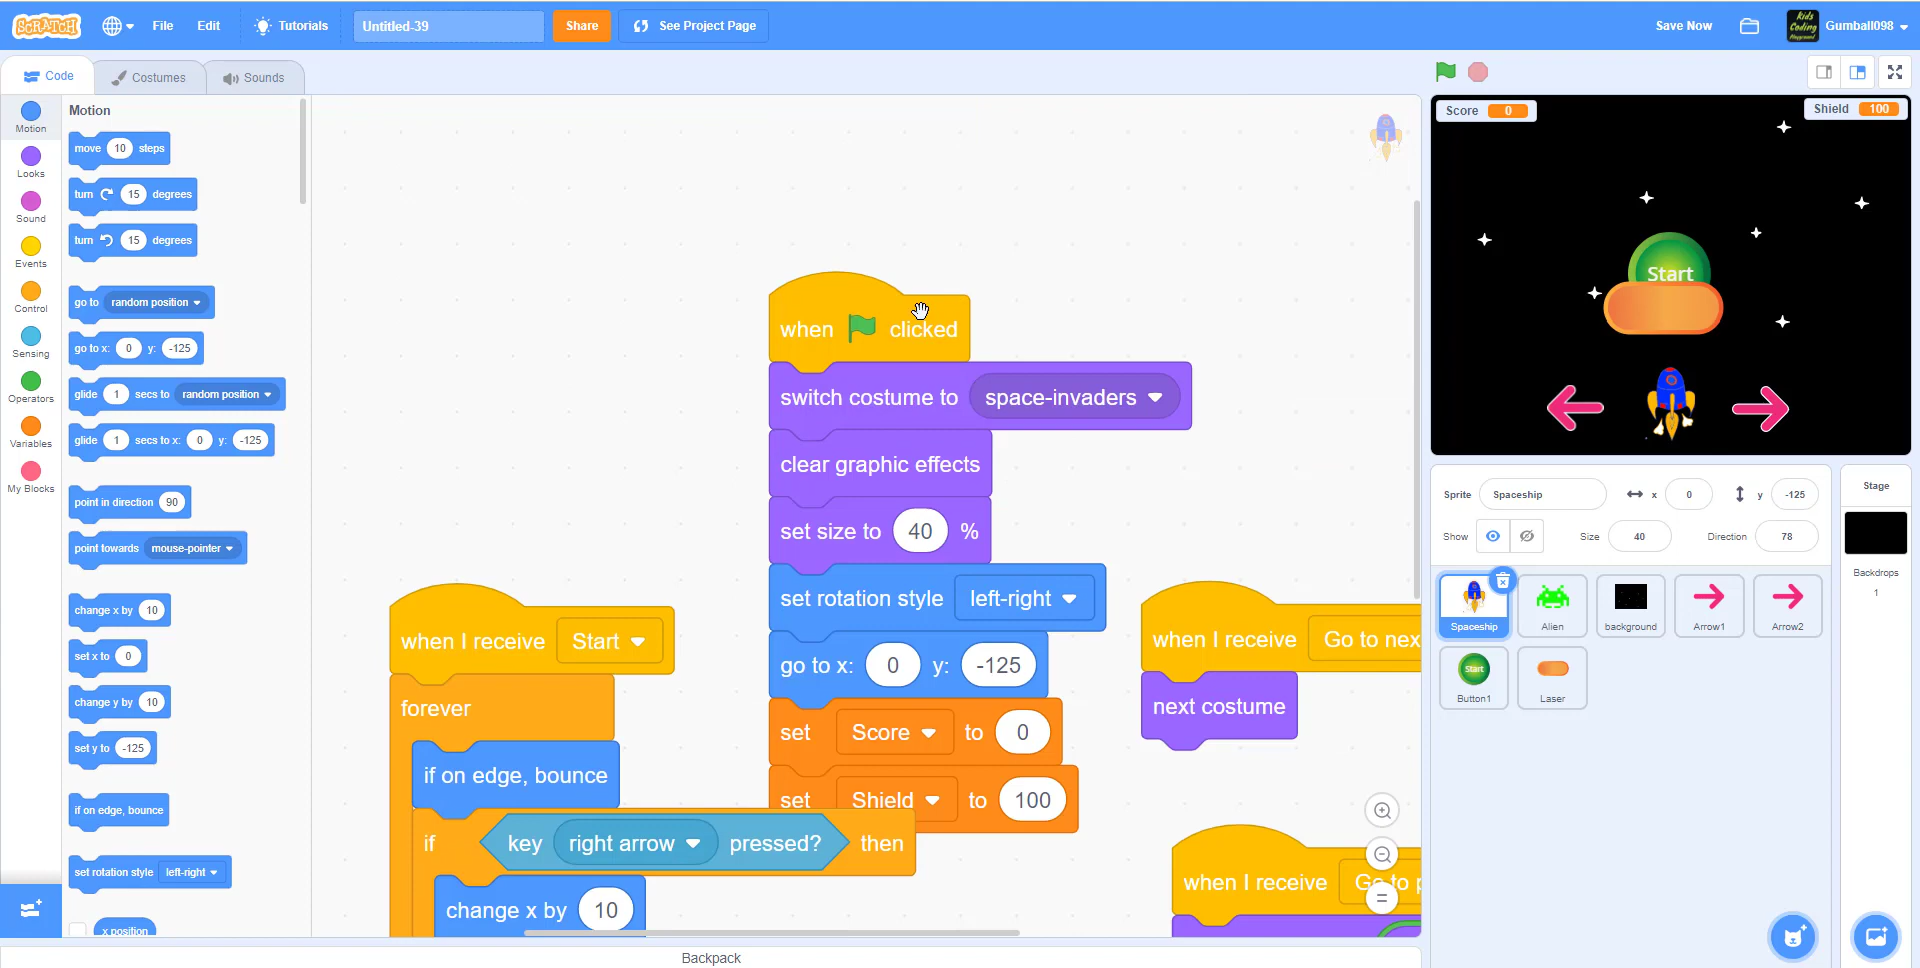 SCRATCH
File
Edit
Tutorials
Untitled-39
Share
See Project Page
Save Now
Kids
Coding
Playground
Gumball098
Code
Costumes
Sounds
Motion
Looks
Sound
Events
Control
Sensing
Operators
Variables
My Blocks
Motion
move 10 steps
turn 15 degrees
turn 15 degrees
go to random position
go to x: 0 y: -125
glide 1 secs to random position
glide 1 secs to x: 0 y: -125
point in direction 90
point towards mouse-pointer
change x by 10
set x to 0
change y by 10
set y to -125
if on edge, bounce
set rotation style left-right
x position
when clicked
switch costume to space-invaders
clear graphic effects
set size to 40 %
set rotation style left-right
go to x: 0 y: -125
set Score to 0
set Shield to 100
when I receive Start
forever
if on edge, bounce
if key right arrow pressed? then
change x by 10
when I receive Go to nex
next costume
when I receive Go to p
Backpack
Score 0
Shield 100
Start
Sprite Spaceship x 0 y -125
Show Size 40 Direction 78
Spaceship
Alien
background
Arrow1
Arrow2
Start
Button1
Laser
Stage
Backdrops
1